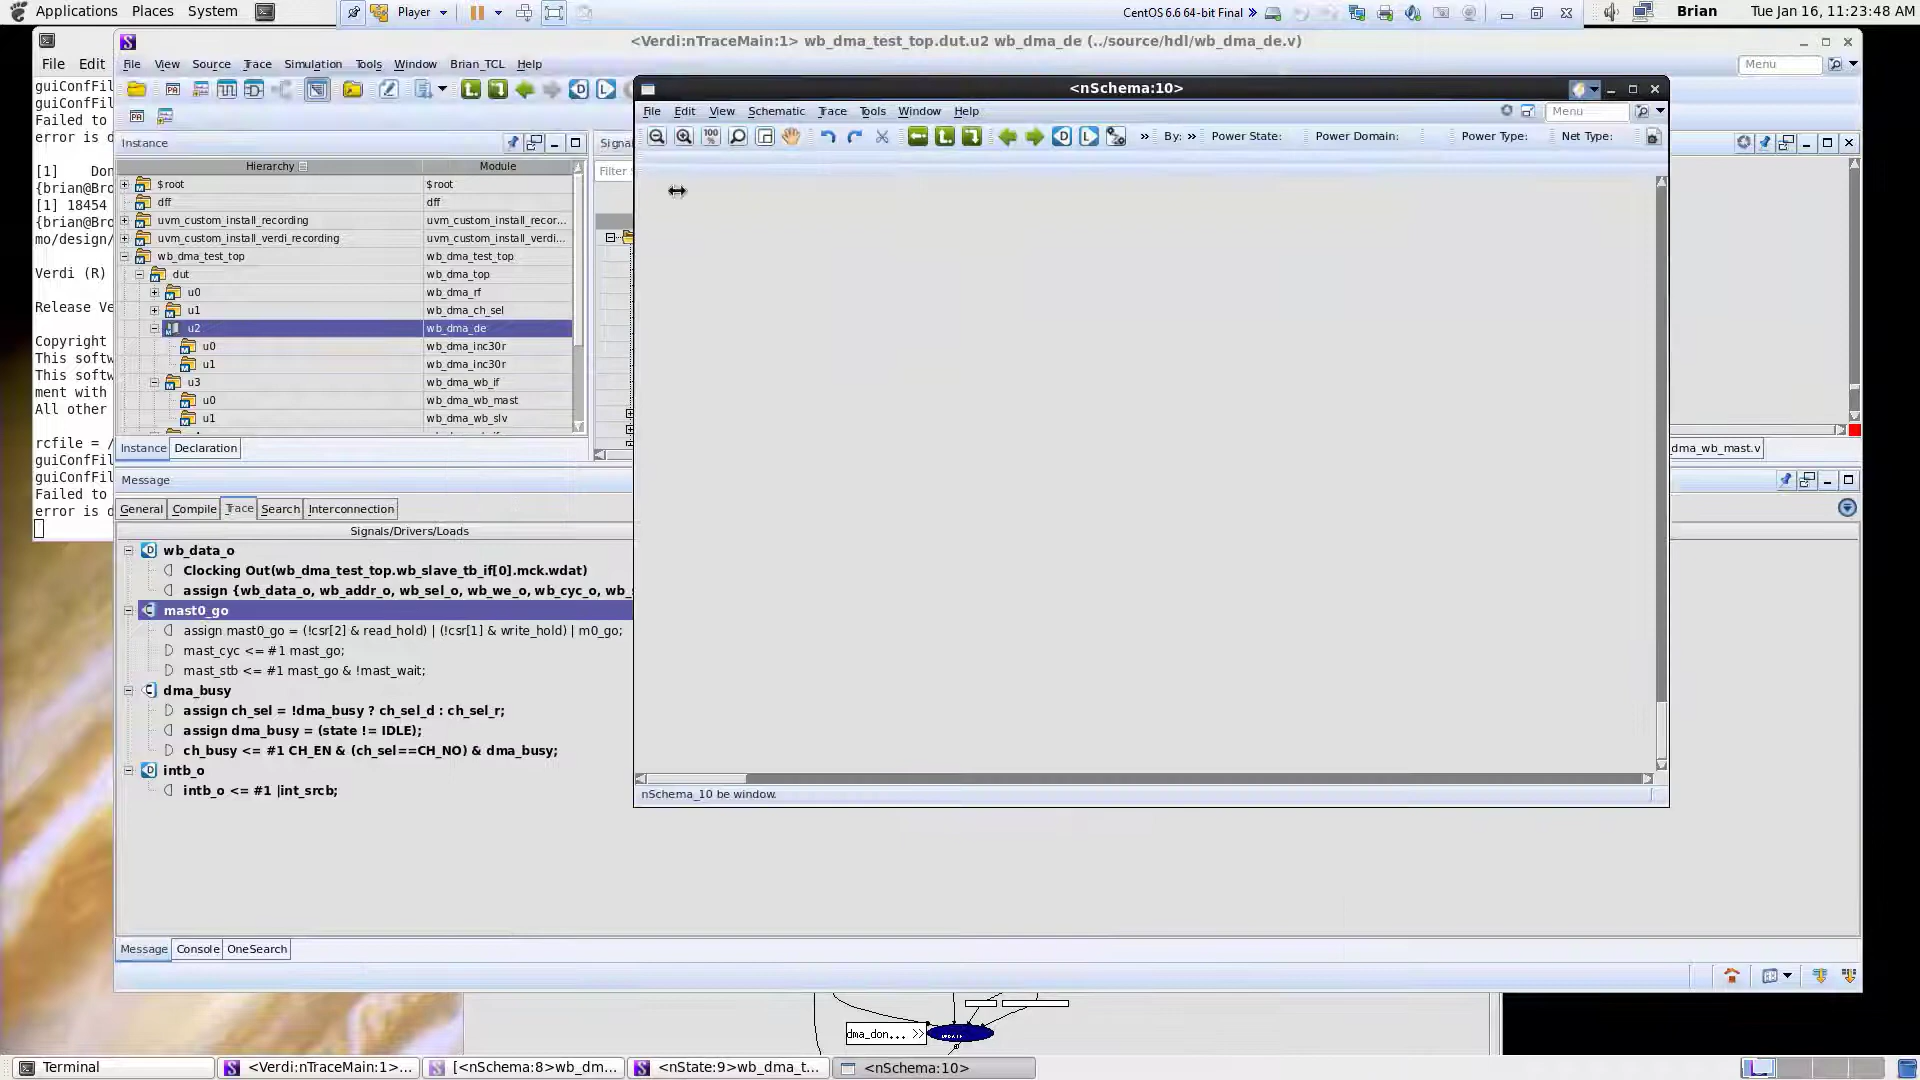 Applications Places System Player CentOS 6.6 64-bit Final » Brian Tue Jan 16, 11:23:48 AM
<Verdi:nTraceMain:1> wb_dma_test_top.dut.u2 wb_dma_de (../source/hdl/wb_dma_de.v)
File Edit
File View Source Trace Simulation Tools Window Brian_TCL Help Menu
<nSchema:10>
File Edit View Schematic Trace Tools Window Help Menu
100 D L » By: » Power State: Power Domain: Power Type: Net Type:
guiConfFil
guiConfFil
Failed to
error is d
[1] Don
{brian@Bro
[1] 18454
{brian@Bro
mo/design/
Verdi (R)
Release Ve
Copyright
This softw
This softw
ment with
All other
rcfile = /
guiConfFil
guiConfFil
Failed to
error is d
Instance
Hierarchy Module
$root $root
dff dff
uvm_custom_install_recording uvm_custom_install_recor...
uvm_custom_install_verdi_recording uvm_custom_install_verdi...
wb_dma_test_top wb_dma_test_top
dut wb_dma_top
u0 wb_dma_rf
u1 wb_dma_ch_sel
u2 wb_dma_de
u0 wb_dma_inc30r
u1 wb_dma_inc30r
u3 wb_dma_wb_if
u0 wb_dma_wb_mast
u1 wb_dma_wb_slv
Instance Declaration
Signal
Filter
dma_wb_mast.v
Message
General Compile Trace Search Interconnection
Signals/Drivers/Loads
wb_data_o
Clocking Out(wb_dma_test_top.wb_slave_tb_if[0].mck.wdat)
assign {wb_data_o, wb_addr_o, wb_sel_o, wb_we_o, wb_cyc_o, wb_s
mast0_go
assign mast0_go = (!csr[2] & read_hold) | (!csr[1] & write_hold) | m0_go;
mast_cyc <= #1 mast_go;
mast_stb <= #1 mast_go & !mast_wait;
dma_busy
assign ch_sel = !dma_busy ? ch_sel_d : ch_sel_r;
assign dma_busy = (state != IDLE);
ch_busy <= #1 CH_EN & (ch_sel==CH_NO) & dma_busy;
intb_o
intb_o <= #1 |int_srcb;
nSchema_10 be window.
Message Console OneSearch
dma_don... >>
Terminal <Verdi:nTraceMain:1>... [<nSchema:8>wb_dm... <nState:9>wb_dma_t... <nSchema:10>